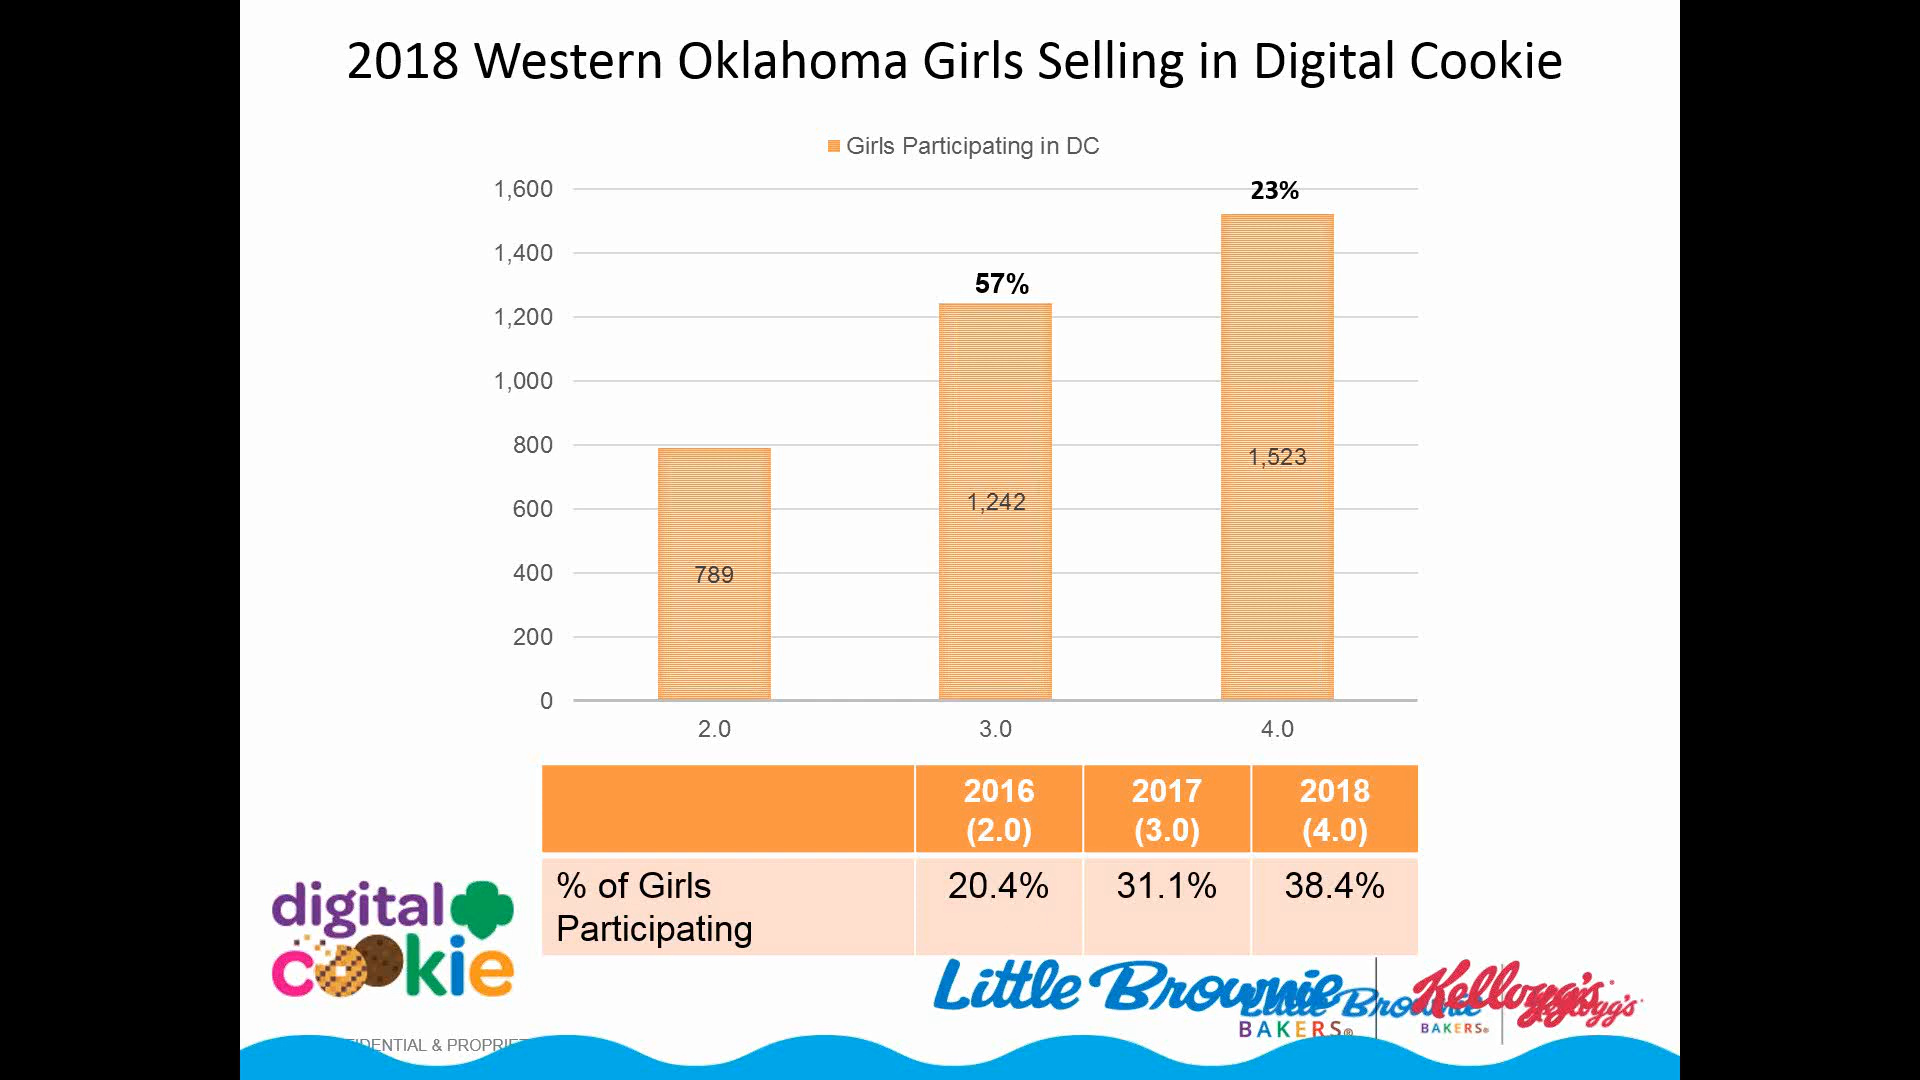 2018 Western Oklahoma Girls Selling in Digital Cookie
Girls Participating in DC
1,600
1,400
1,200
1,000
800
600
400
200
0
23%
57%
1,523
1,242
789
2.0 3.0 4.0
2016 2017 2018
(2.0) (3.0) (4.0)
% of Girls 20.4% 31.1% 38.4%
Participating
digital
cookie
Little Brownie
BAKERS®
Kellogg's
Little Brownie
BAKERS®
Kellogg's
&